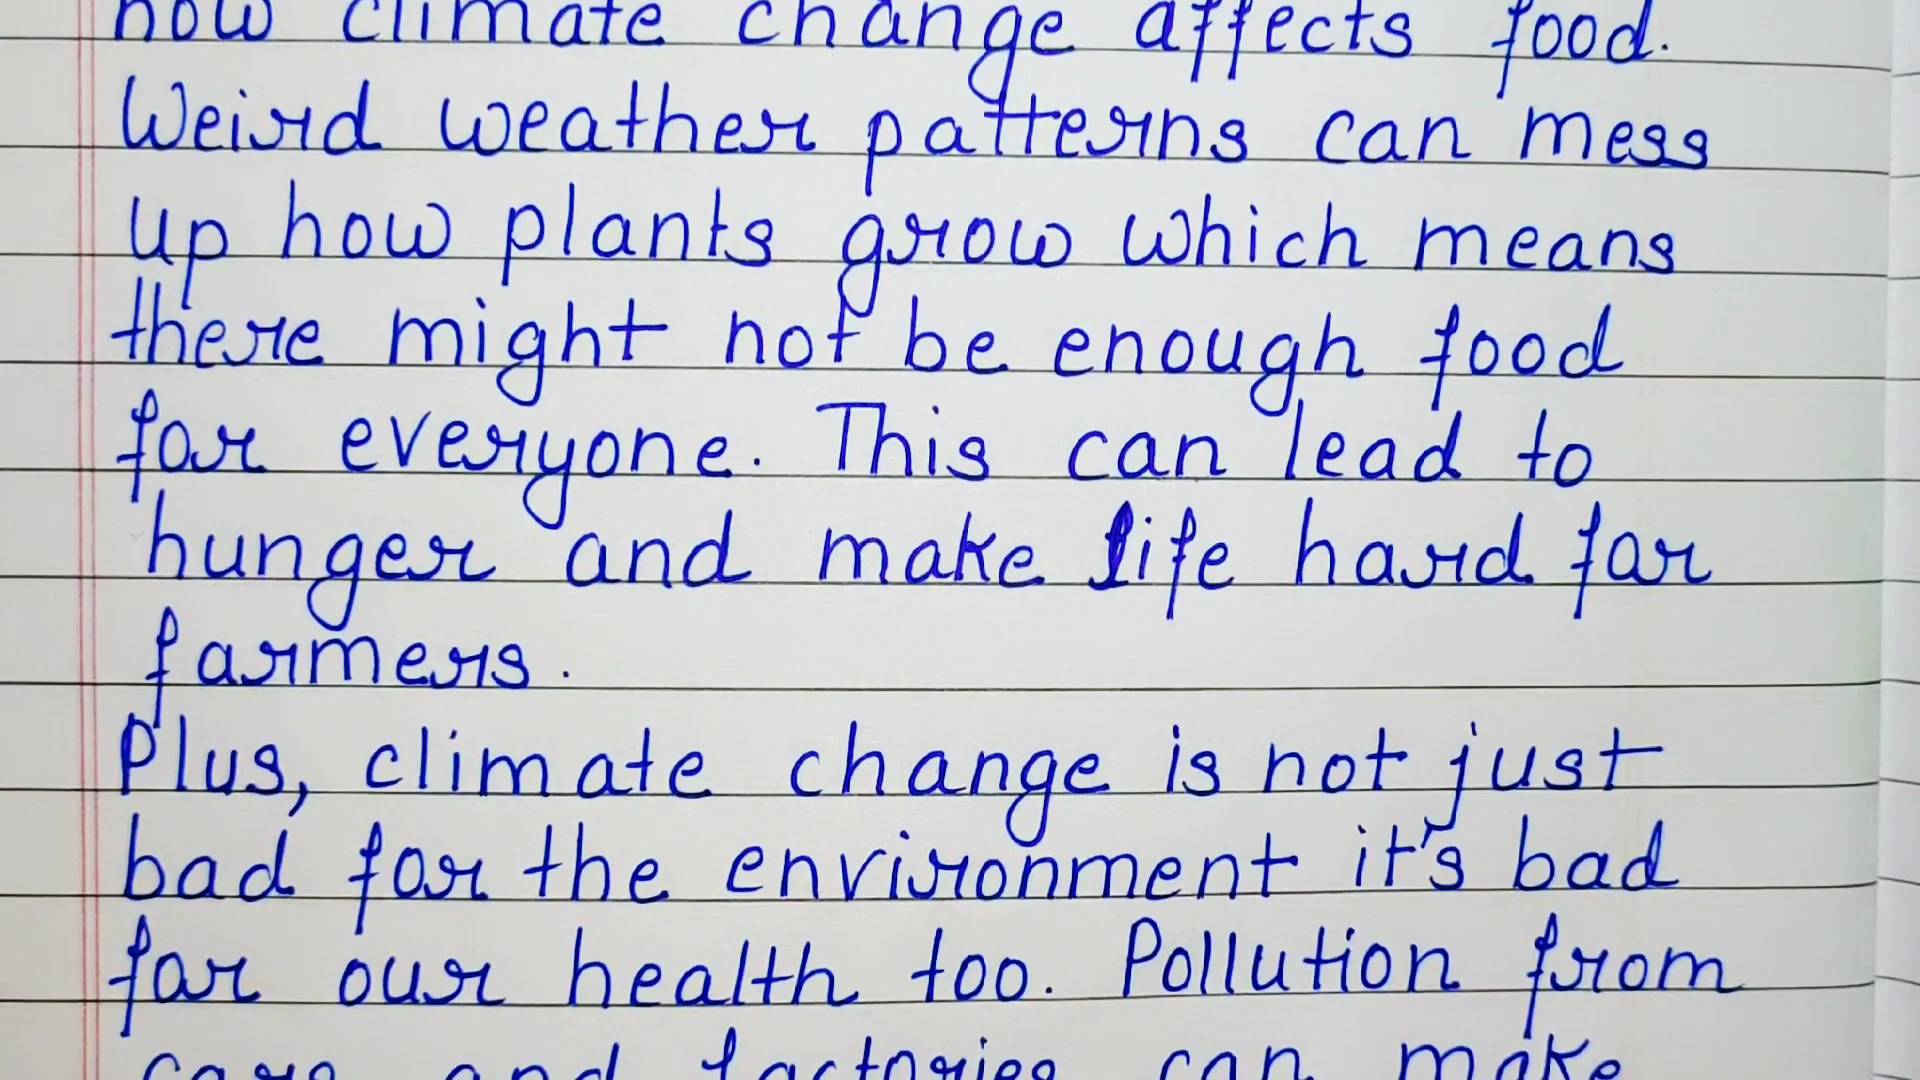 how climate change affects food.
Weird weather patterns can mess
up how plants grow which means
there might not be enough food
for everyone. This can lead to
hunger and make life hard for
farmers.
Plus, climate change is not just
bad for the environment it's bad
for our health too. Pollution from
cars and factories can make